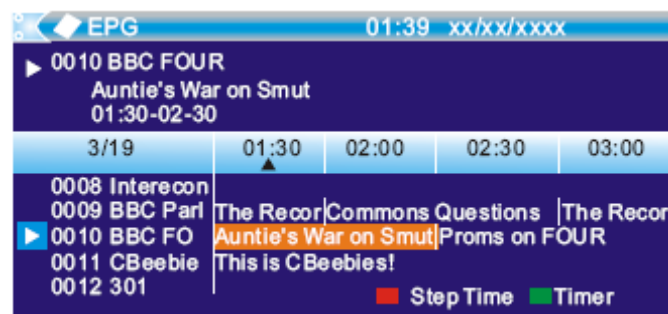 EPG 01:39 xx/xx/xxxx
0010 BBC FOUR
Auntie's War on Smut
01:30-02-30
3/19 01:30 02:00 02:30 03:00
0008 Interecon
0009 BBC Parl The Recor Commons Questions The Recor
0010 BBC FO Auntie's War on Smut Proms on FOUR
0011 CBeebie This is CBeebies!
0012 301
Step Time Timer